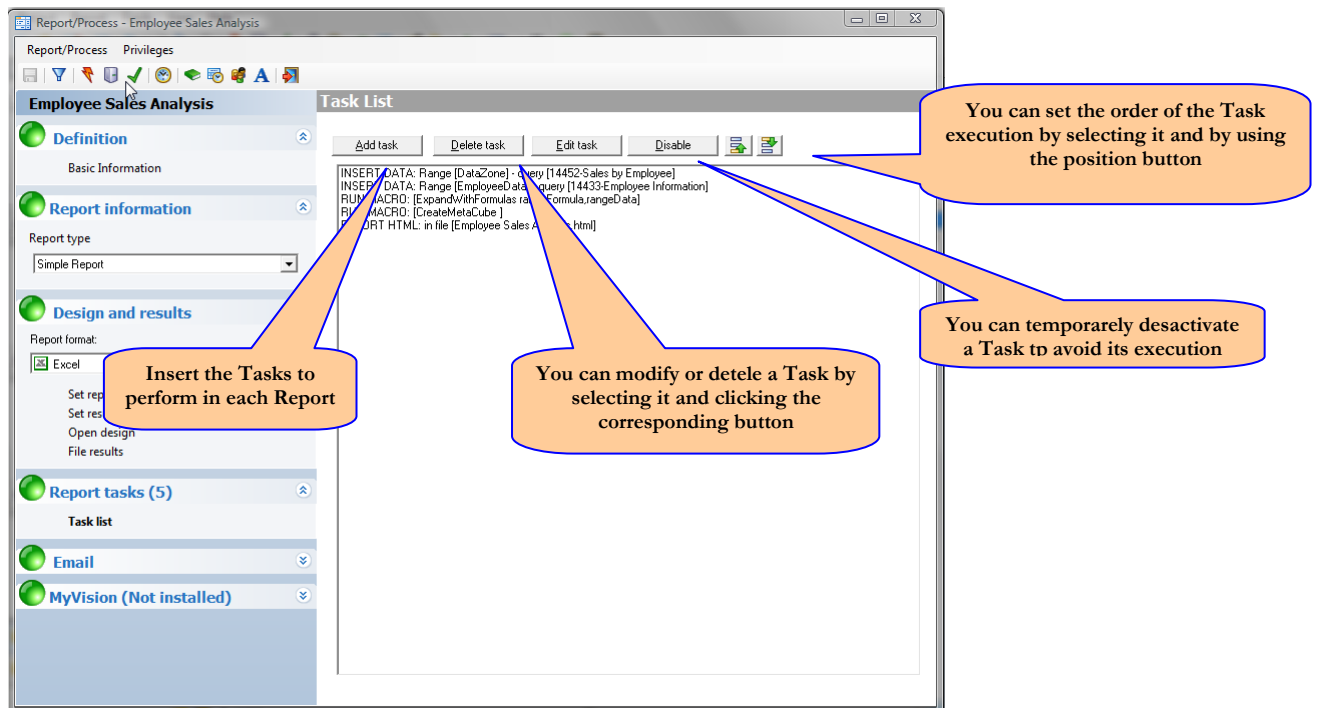 Report/Process - Employee Sales Analysis
Report/Process Privileges
Employee Sales Analysis
Definition
Basic Information
Report information
Report type
Simple Report
Design and results
Report format:
Excel
Set
Set
Open design
File results
Report tasks (5)
Task list
Email
MyVision (Not installed)
Task List
Add task Delete task Edit task Disable
INSERT DATA: Range [DataZone] - query [14452-Sales by Employee]
INSERT DATA: Range [EmployeeData query [14433-Employee Information]
RUN MACRO: [ExpandWithFormulas Formula,rangeData]
MACRO: [CreateMetaCube ]
HTML: in file [Employee Sales html]
You can set the order of the Task
execution by selecting it and by using
the position button
You can temporarely desactivate
a Task tp avoid its execution
Insert the Tasks to
perform in each Report
You can modify or detele a Task by
selecting it and clicking the
corresponding button